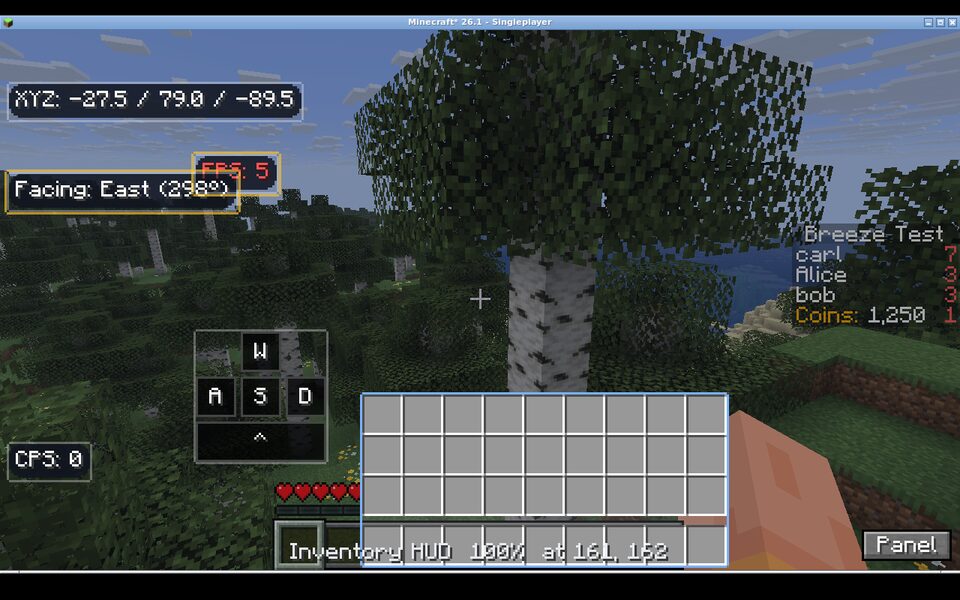 Minecraft* 26.1 - Singleplayer
XYZ: -27.5 / 79.0 / -89.5
FPS: 5
Facing: East (298°)
Breeze Test
carl 7
Alice 3
bob 3
Coins: 1,250 1
W
A S D
^
CPS: 0
Inventory HUD 100% at 161, 162
Panel